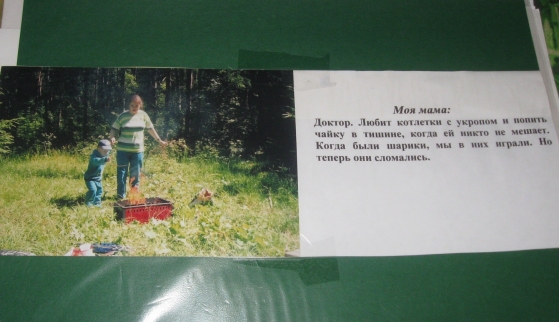 Моя мама:
Доктор. Любит котлетки с укропом и попить
чайку в тишине, когда ей никто не мешает.
Когда были шарики, мы в них играли. Но
теперь они сломались.